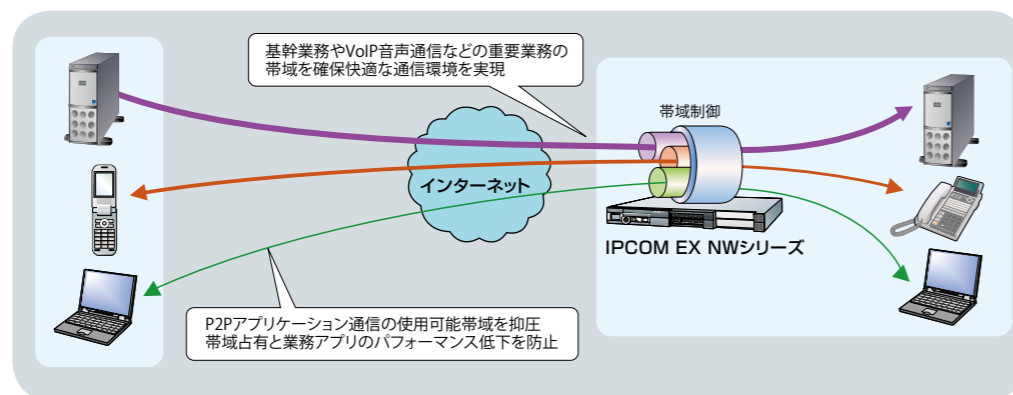 基幹業務やVoIP音声通信などの重要業務の
帯域を確保快適な通信環境を実現
帯域制御
インターネット
IPCOM EX NWシリーズ
P2Pアプリケーション通信の使用可能帯域を抑圧
帯域占有と業務アプリのパフォーマンス低下を防止